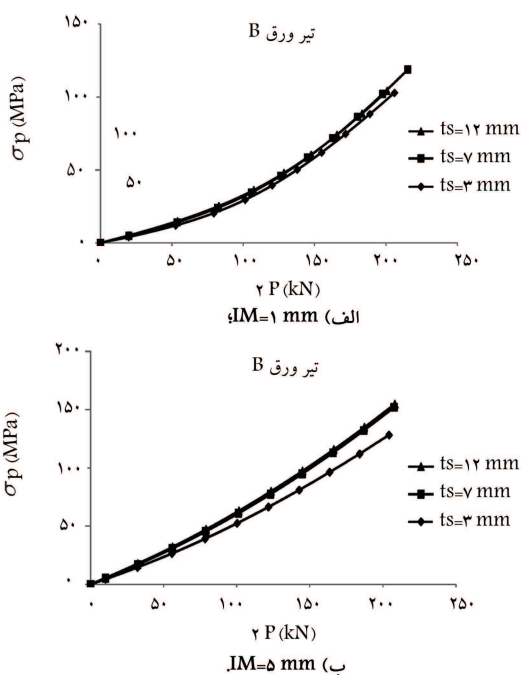 تیر ورق B
۱۵۰
۱۰۰
۵۰
۰
σp (MPa)
۱۰۰
۵۰
ts=۱۲ mm
ts=۷ mm
ts=۳ mm
۰ ۵۰ ۱۰۰ ۱۵۰ ۲۰۰ ۲۵۰
۲ P (kN)
الف) IM=۱ mm؛
تیر ورق B
۲۰۰
۱۵۰
۱۰۰
۵۰
۰
σp (MPa)
ts=۱۲ mm
ts=۷ mm
ts=۳ mm
۰ ۵۰ ۱۰۰ ۱۵۰ ۲۰۰ ۲۵۰
۲ P (kN)
ب) IM=۵ mm.